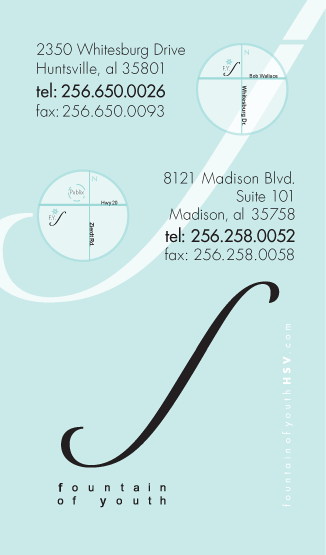 2350 Whitesburg Drive
Huntsville, al 35801
tel: 256.650.0026
fax: 256.650.0093
N
F.Y.
Bob Wallace
Whitesburg Dr.
8121 Madison Blvd.
Suite 101
Madison, al 35758
tel: 256.258.0052
fax: 256.258.0058
N
Publix
Hwy 20
F.Y.
Zierdt Rd.
fountain
of youth
fountainofyouthHSV.com